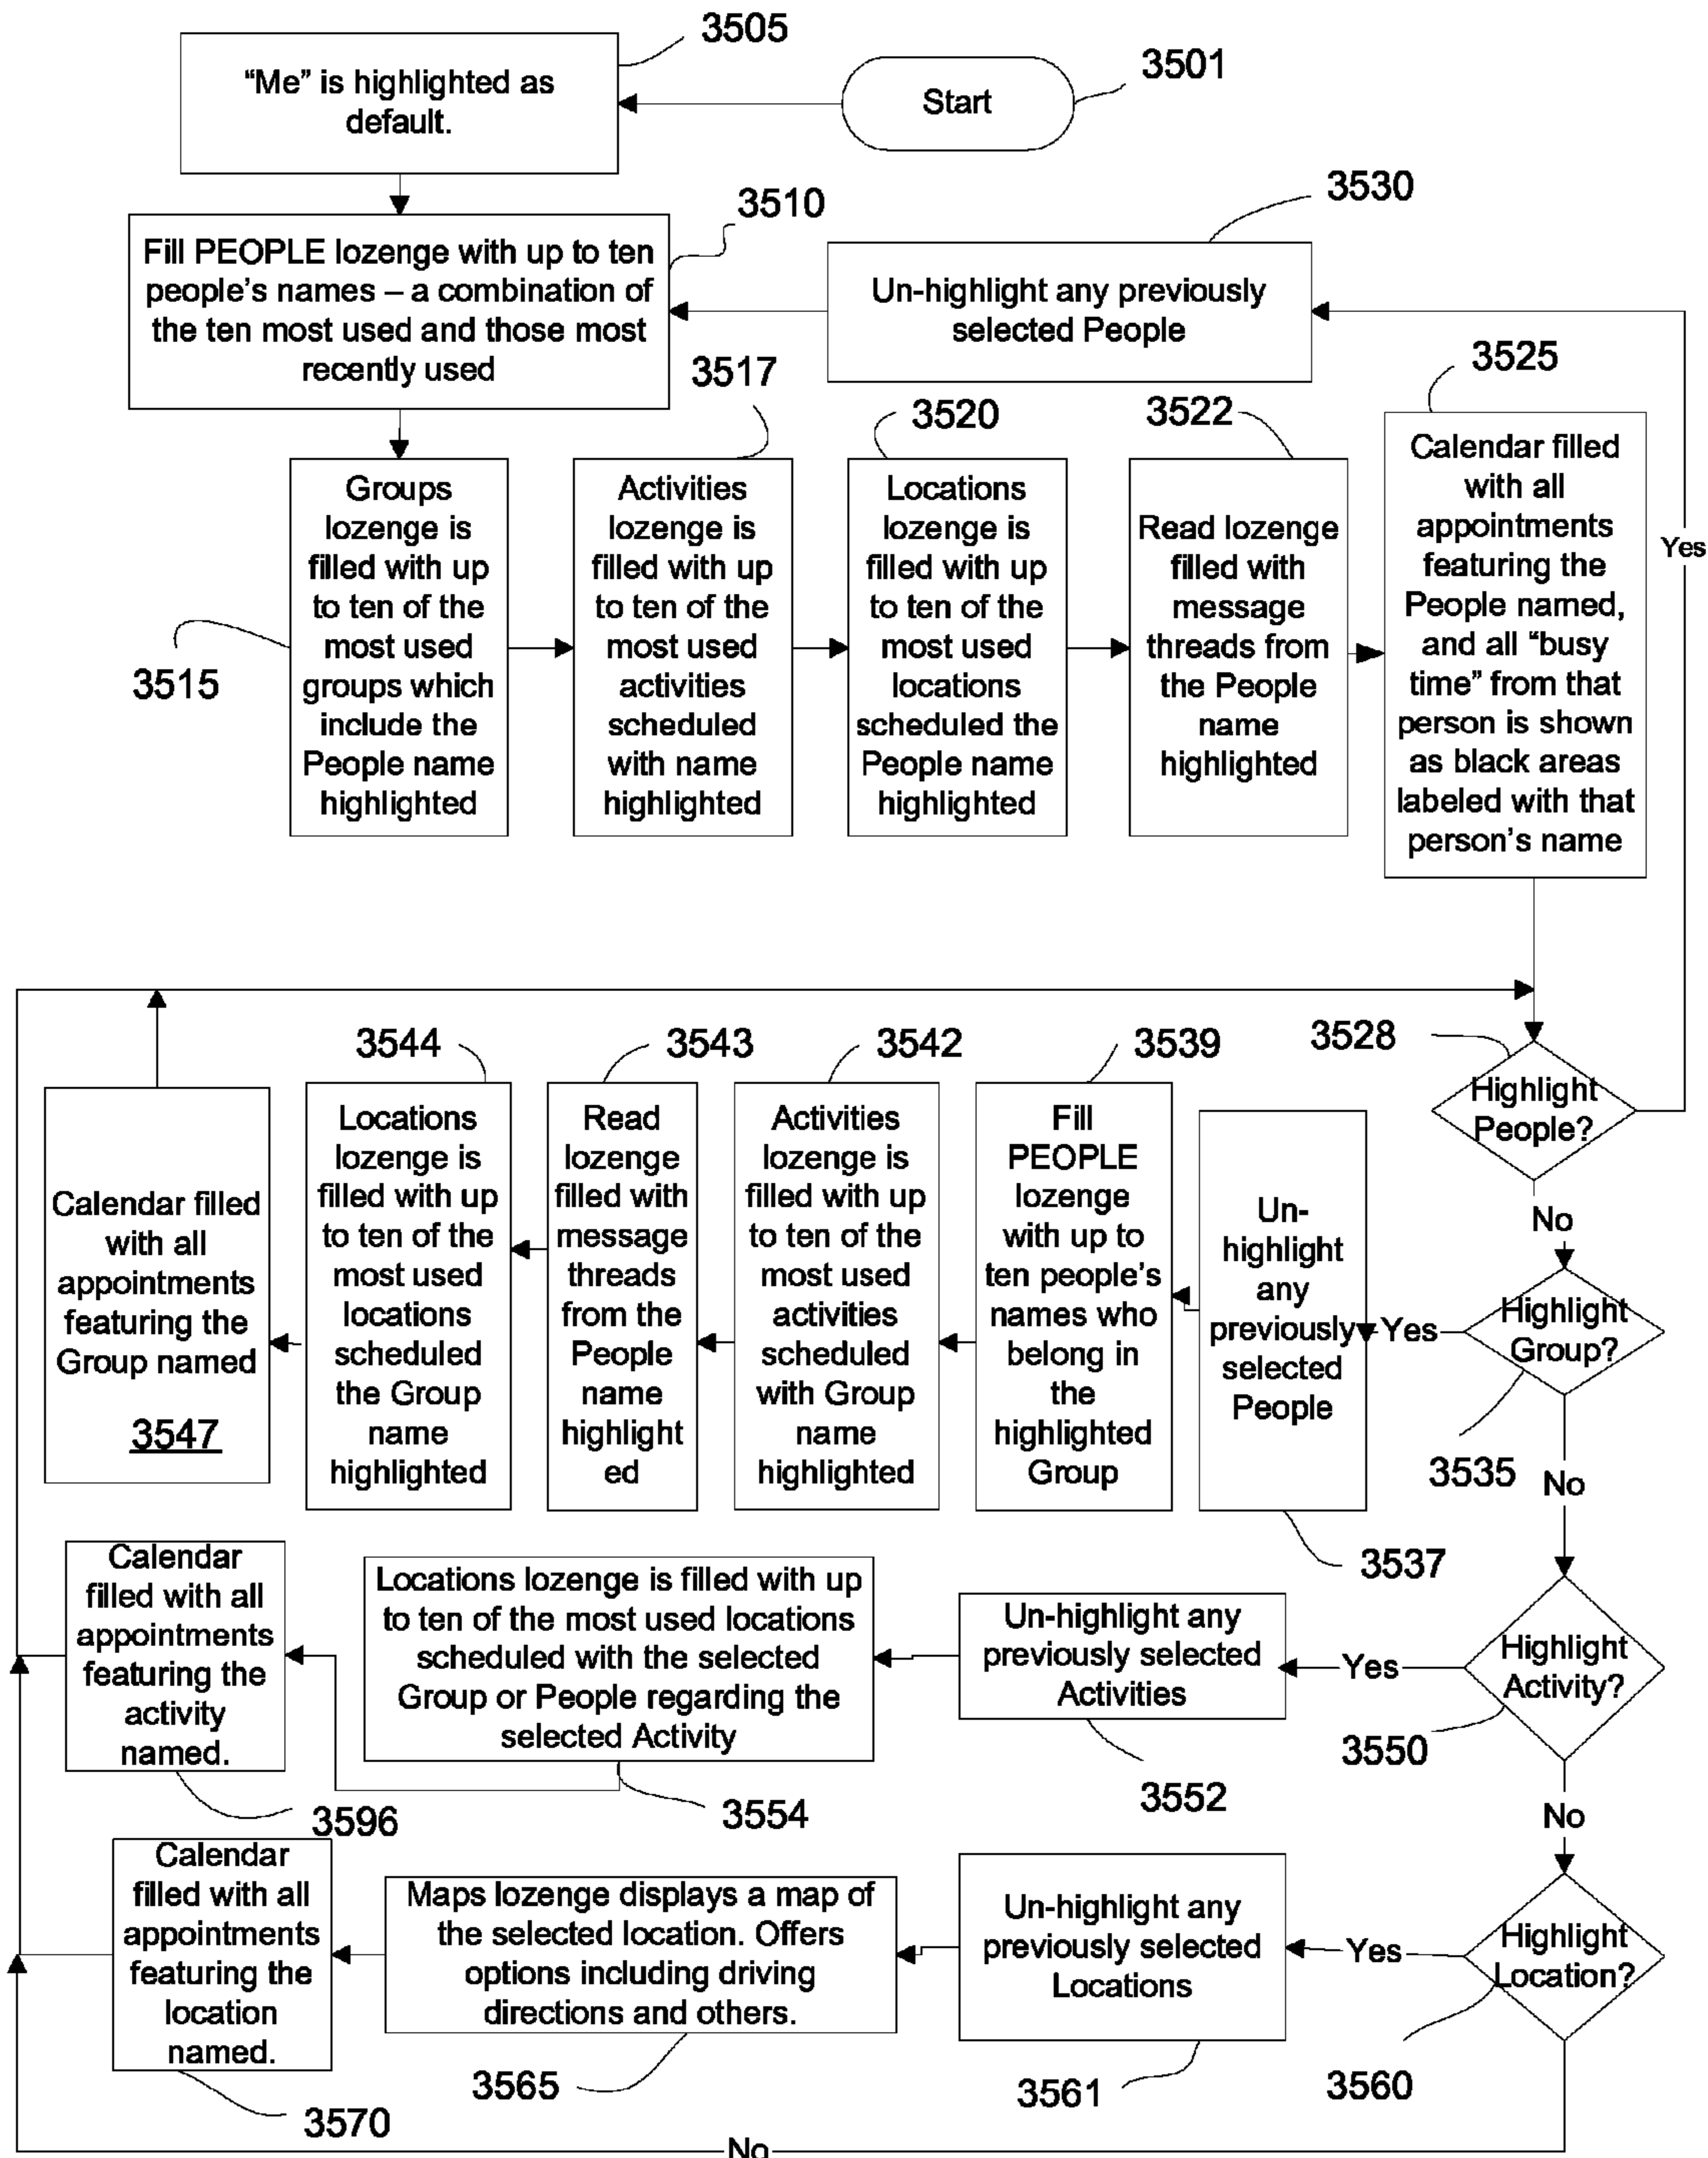 3505
“Me” is highlighted as
default.
Start
3501
3510
Fill PEOPLE lozenge with up to ten
people’s names – a combination of
the ten most used and those most
recently used
3530
Un-highlight any previously
selected People
3515
Groups
lozenge is
filled with up
to ten of the
most used
groups which
include the
People name
highlighted
3517
Activities
lozenge is
filled with up
to ten of the
most used
activities
scheduled
with name
highlighted
3520
Locations
lozenge is
filled with up
to ten of the
most used
locations
scheduled the
People name
highlighted
3522
Read lozenge
filled with
message
threads from
the People
name
highlighted
3525
Calendar filled
with all
appointments
featuring the
People named,
and all “busy
time” from that
person is shown
as black areas
labeled with that
person’s name
Yes
3528
Highlight
People?
No
Highlight
Group?
3535
Yes
No
Un-
highlight
any
previously
selected
People
3537
3539
Fill
PEOPLE
lozenge
with up to
ten people’s
names who
belong in
the
highlighted
Group
3542
Activities
lozenge is
filled with up
to ten of the
most used
activities
scheduled
with Group
name
highlighted
3543
Read
lozenge
filled with
message
threads
from the
People
name
highlight
ed
3544
Locations
lozenge is
filled with up
to ten of the
most used
locations
scheduled
the Group
name
highlighted
Calendar filled
with all
appointments
featuring the
Group named
3547
Highlight
Activity?
3550
Yes
No
Un-highlight any
previously selected
Activities
3552
Locations lozenge is filled with up
to ten of the most used locations
scheduled with the selected
Group or People regarding the
selected Activity
3554
Calendar
filled with all
appointments
featuring the
activity
named.
3596
Highlight
Location?
3560
Yes
Un-highlight any
previously selected
Locations
3561
Maps lozenge displays a map of
the selected location. Offers
options including driving
directions and others.
3565
Calendar
filled with all
appointments
featuring the
location
named.
3570
No